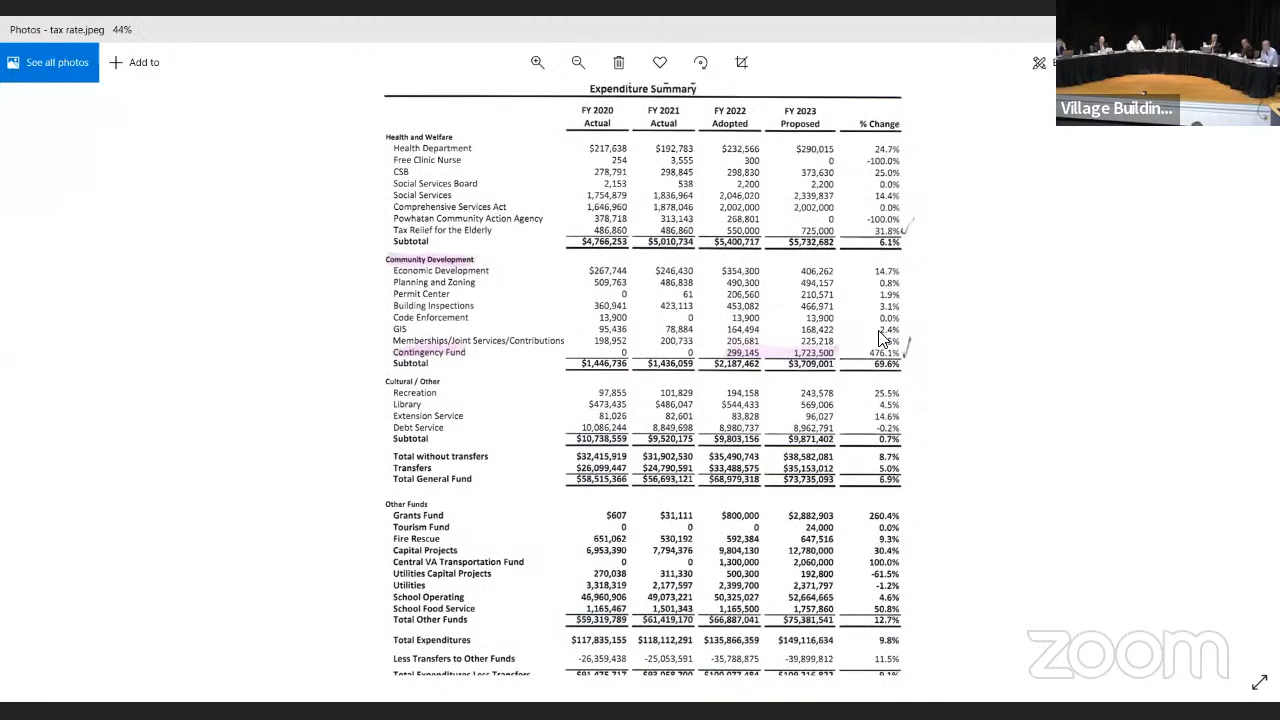 Photos - tax rate.jpeg 44%
See all photos
Add to
Village Buildin...
Expenditure Summary
FY 2020 FY 2021 FY 2022 FY 2023
Actual Actual Adopted Proposed % Change
Health and Welfare
Health Department $217,638 $192,783 $232,566 $290,015 24.7%
Free Clinic Nurse 254 3,555 300 0 -100.0%
CSB 278,791 298,845 298,830 373,630 25.0%
Social Services Board 2,153 538 2,200 2,200 0.0%
Social Services 1,754,879 1,836,964 2,046,020 2,339,837 14.4%
Comprehensive Services Act 1,646,960 1,878,046 2,002,000 2,002,000 0.0%
Powhatan Community Action Agency 378,718 313,143 268,801 0 -100.0%
Tax Relief for the Elderly 486,860 486,860 550,000 725,000 31.8%
Subtotal $4,766,253 $5,010,734 $5,400,717 $5,732,682 6.1%
Community Development
Economic Development $267,744 $246,430 $354,300 406,262 14.7%
Planning and Zoning 509,763 486,838 490,300 494,157 0.8%
Permit Center 0 61 206,560 210,571 1.9%
Building Inspections 360,941 423,113 453,082 466,971 3.1%
Code Enforcement 13,900 0 13,900 13,900 0.0%
GIS 95,436 78,884 164,494 168,422 2.4%
Memberships/Joint Services/Contributions 198,952 200,733 205,681 225,218
Contingency Fund 0 0 299,145 1,723,500 476.1%
Subtotal $1,446,736 $1,436,059 $2,187,462 $3,709,001 69.6%
Cultural / Other
Recreation 97,855 101,829 194,158 243,578 25.5%
Library $473,435 $486,047 $544,433 569,006 4.5%
Extension Service 81,026 82,601 83,828 96,027 14.6%
Debt Service 10,086,244 8,849,698 8,980,737 8,962,791 -0.2%
Subtotal $10,738,559 $9,520,175 $9,803,156 $9,871,402 0.7%
Total without transfers $32,415,919 $31,902,530 $35,490,743 $38,582,081 8.7%
Transfers $26,099,447 $24,790,591 $33,488,575 $35,153,012 5.0%
Total General Fund $58,515,366 $56,693,121 $68,979,318 $73,735,093 6.9%
Other Funds
Grants Fund $607 $31,111 $800,000 $2,882,903 260.4%
Tourism Fund 0 0 0 24,000 0.0%
Fire Rescue 651,062 530,192 592,384 647,516 9.3%
Capital Projects 6,953,390 7,794,376 9,804,130 12,780,000 30.4%
Central VA Transportation Fund 0 0 1,300,000 2,060,000 100.0%
Utilities Capital Projects 270,038 311,330 500,300 192,800 -61.5%
Utilities 3,318,319 2,177,597 2,399,700 2,371,797 -1.2%
School Operating 46,960,906 49,073,221 50,325,027 52,664,665 4.6%
School Food Service 1,165,467 1,501,343 1,165,500 1,757,860 50.8%
Total Other Funds $59,319,789 $61,419,170 $66,887,041 $75,381,541 12.7%
Total Expenditures $117,835,155 $118,112,291 $135,866,359 $149,116,634 9.8%
Less Transfers to Other Funds -26,359,438 -25,053,591 -35,788,875 -39,899,812 11.5%
Total Expenditures Less Transfers
zoom